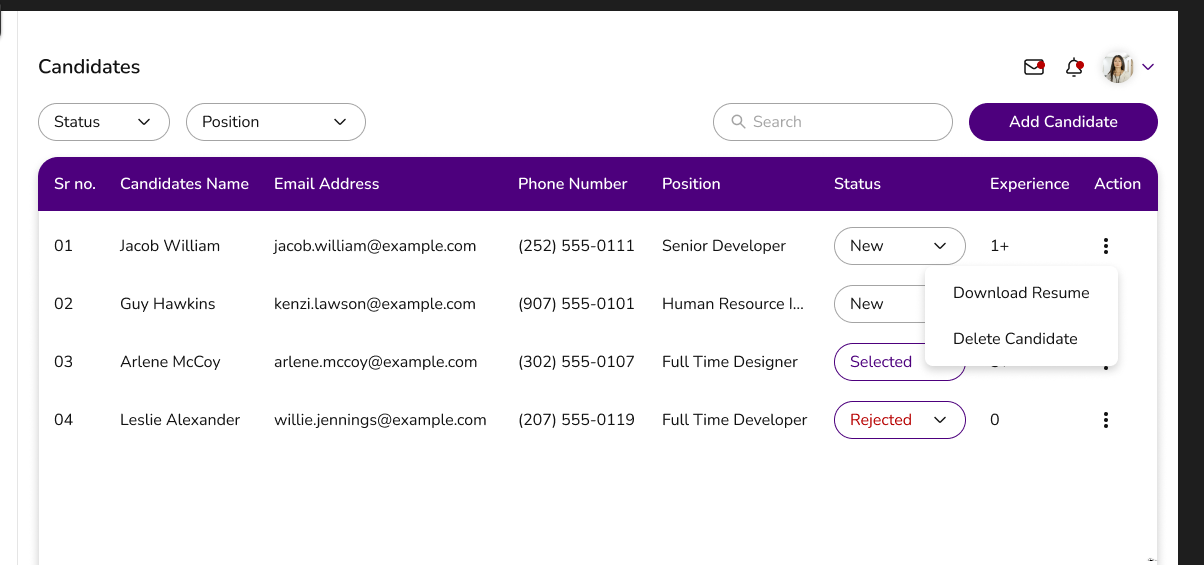 Candidates
Status Position Search Add Candidate
Sr no. Candidates Name Email Address Phone Number Position Status Experience Action
01 Jacob William jacob.william@example.com (252) 555-0111 Senior Developer New 1+
Download Resume
02 Guy Hawkins kenzi.lawson@example.com (907) 555-0101 Human Resource I... New
Delete Candidate
03 Arlene McCoy arlene.mccoy@example.com (302) 555-0107 Full Time Designer Selected
04 Leslie Alexander willie.jennings@example.com (207) 555-0119 Full Time Developer Rejected 0